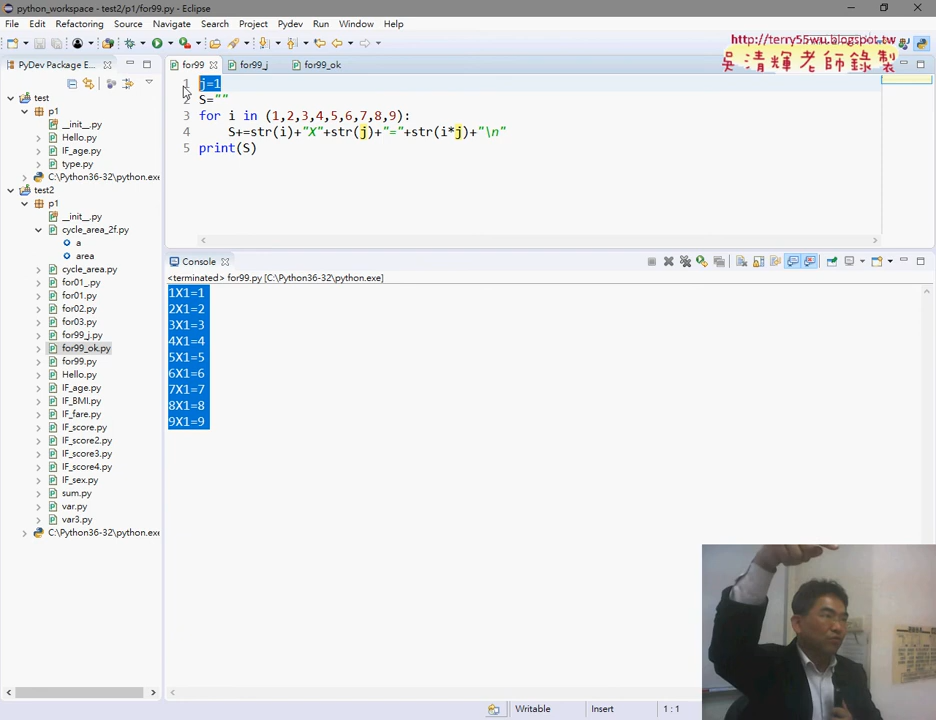 python_workspace - test2/p1/for99.py - Eclipse
File Edit Refactoring Source Navigate Search Project Pydev Run Window Help
http://terry55wu.blogspot.tw
吳清輝老師錄製
PyDev Package E...
for99
for99_j
for99_ok
test
p1
__init__.py
Hello.py
IF_age.py
type.py
C:\Python36-32\python.exe
test2
p1
__init__.py
cycle_area_2f.py
a
area
cycle_area.py
for01_.py
for01.py
for02.py
for03.py
for99_j.py
for99_ok.py
for99.py
Hello.py
IF_age.py
IF_BMI.py
IF_fare.py
IF_score.py
IF_score2.py
IF_score3.py
IF_score4.py
IF_sex.py
sum.py
var.py
var3.py
C:\Python36-32\python.exe
1 j=1
2 S=""
3 for i in (1,2,3,4,5,6,7,8,9):
4 S+=str(i)+"X"+str(j)+"="+str(i*j)+"\n"
5 print(S)
Console
<terminated> for99.py [C:\Python36-32\python.exe]
1X1=1
2X1=2
3X1=3
4X1=4
5X1=5
6X1=6
7X1=7
8X1=8
9X1=9
Writable Insert 1 : 1